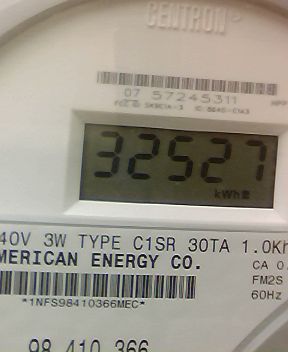 CENTRON
07 57245311
32527
kWh
40V 3W TYPE C1SR 30TA 1.0Kh
MERICAN ENERGY CO.
CA 0.
FM2S
*1NFS98410366MEC*
60Hz
98 410 366